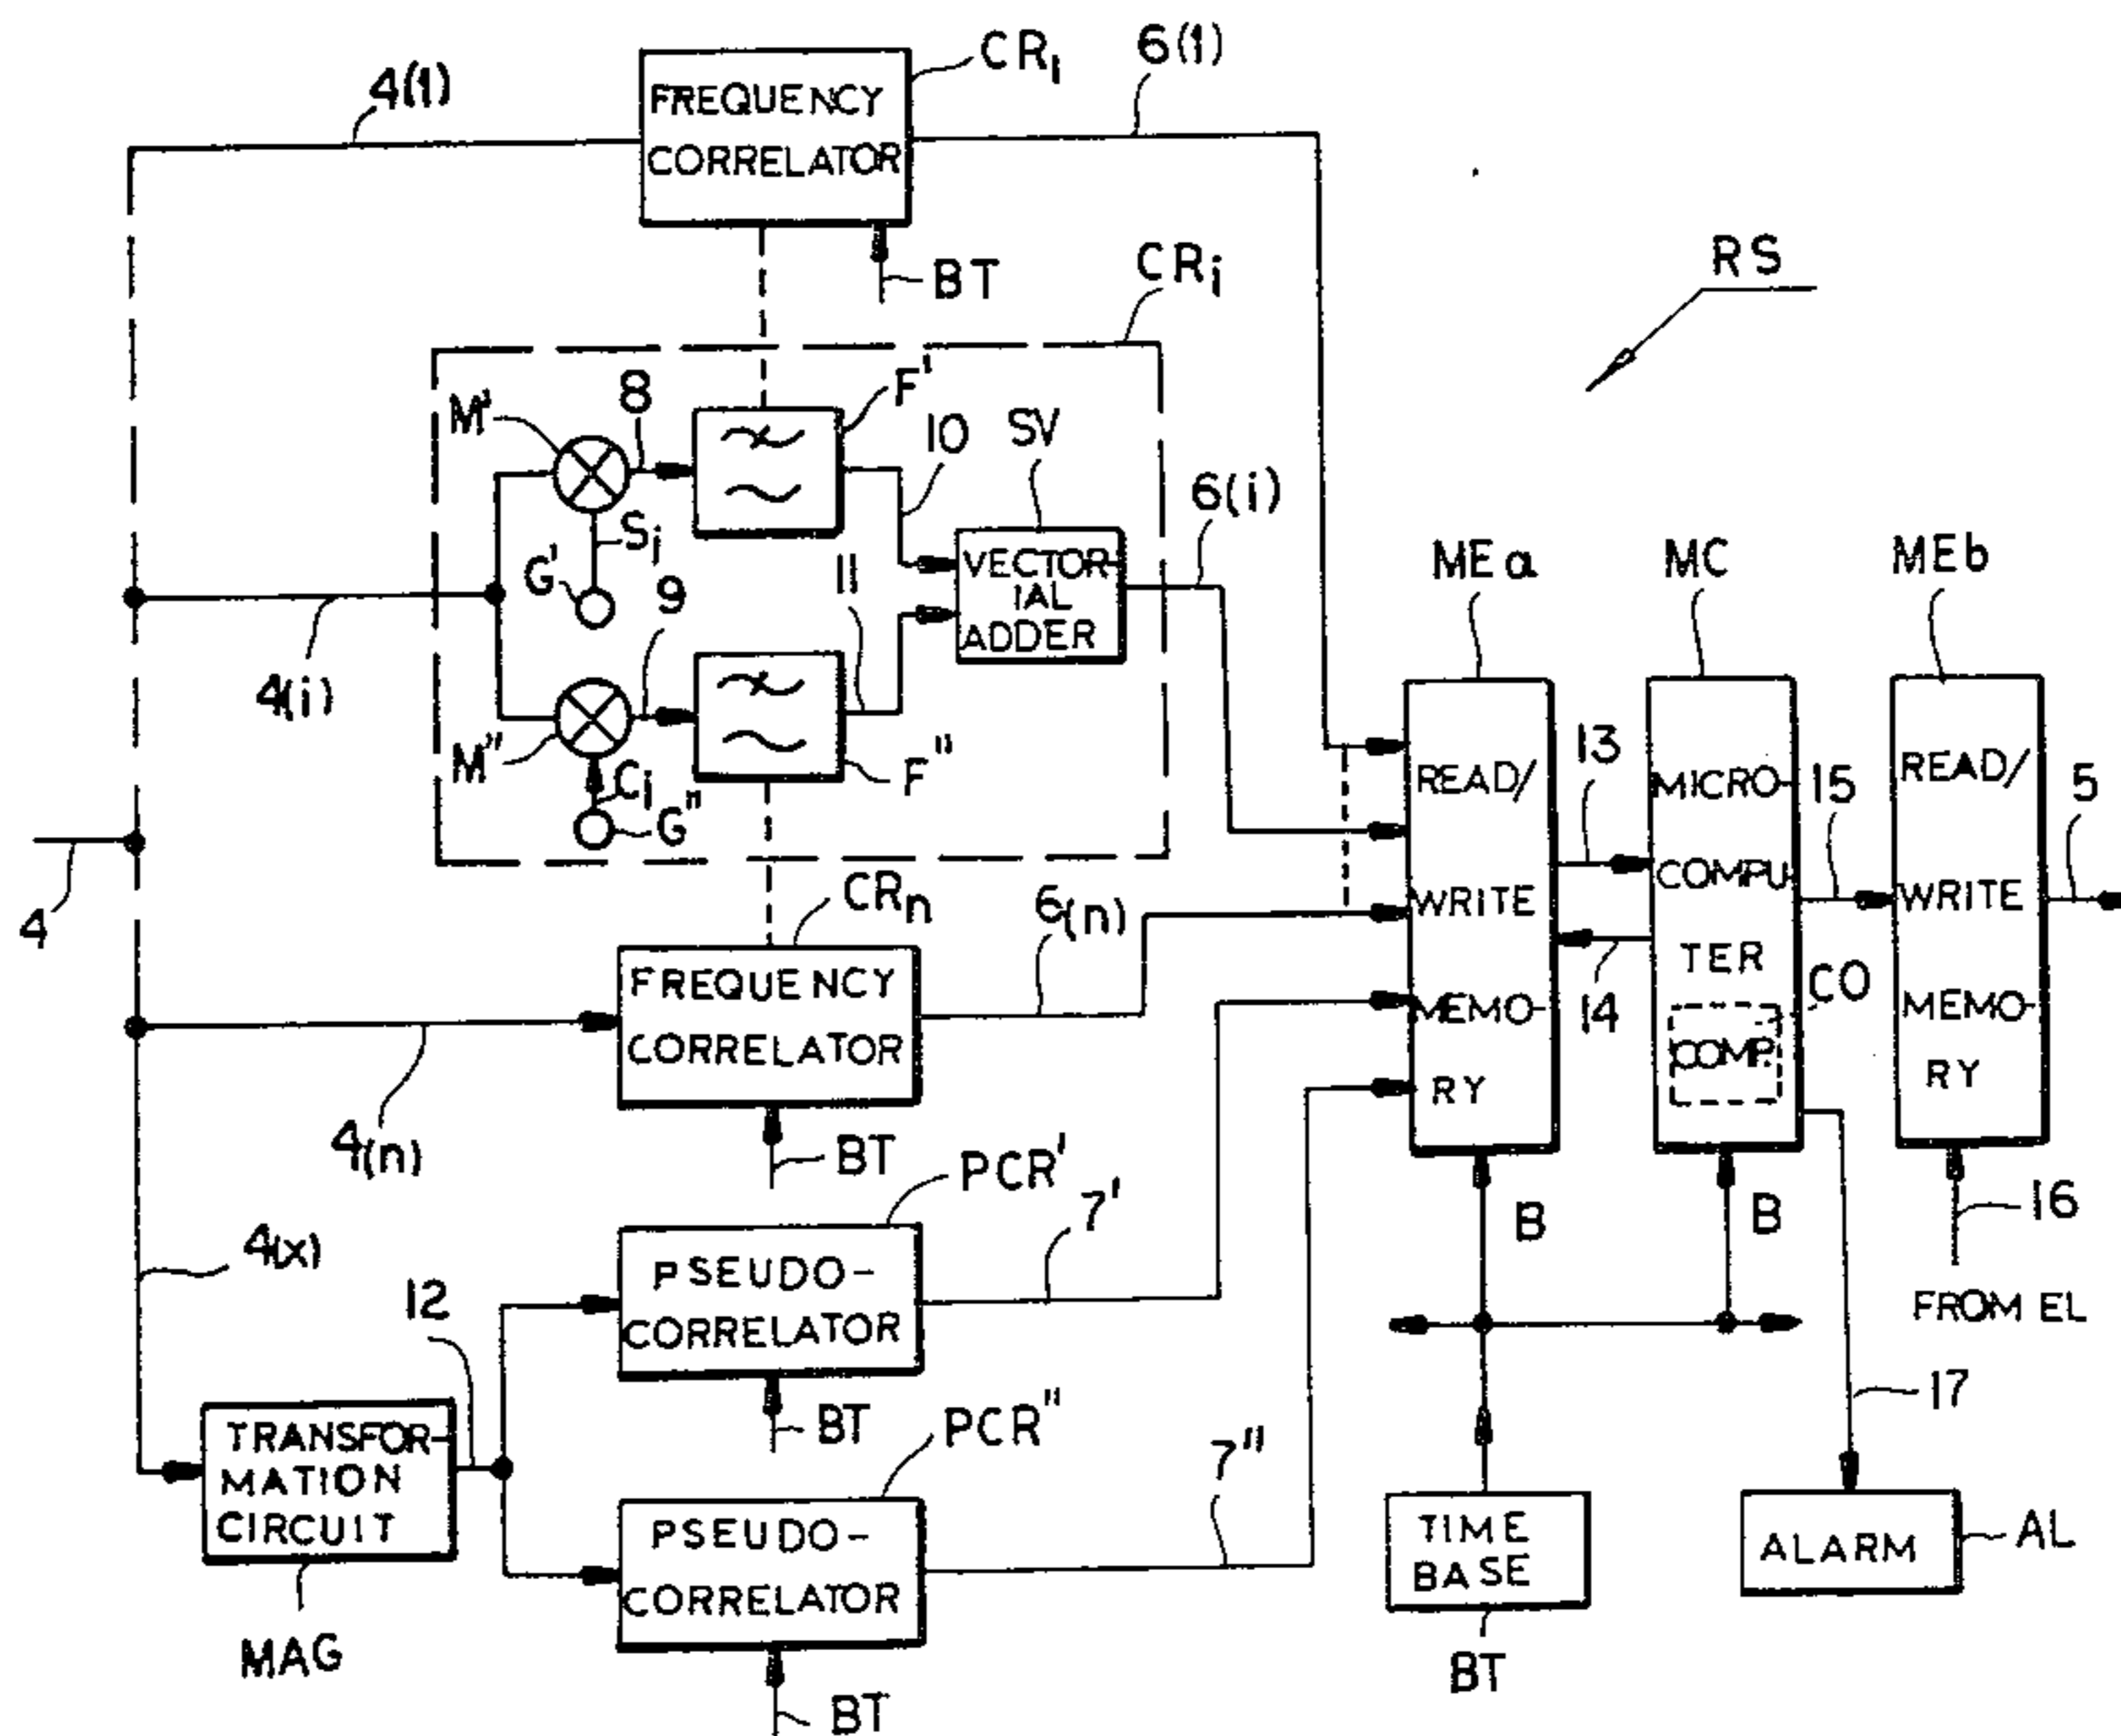 4(1)
FREQUENCY
CORRELATOR
CR1
6(1)
BT
CRi
RS
M'
8
F'
10
SV
6(i)
Si
G'
9
11
VECTOR-
IAL
ADDER
4(i)
M"
Ci
G"
F"
MEa
MC
MEb
READ/
WRITE
MEMO-
RY
13
14
MICRO-
COMPU-
TER
COMP.
CO
15
READ/
WRITE
MEMO-
RY
5
4
CRn
6(n)
FREQUENCY
CORRELATOR
4(n)
BT
PCR'
7'
B
B
16
FROM EL
4(x)
12
PSEUDO-
CORRELATOR
BT
PCR"
7"
17
TRANSFOR-
MATION
CIRCUIT
MAG
PSEUDO-
CORRELATOR
BT
TIME
BASE
BT
ALARM
AL